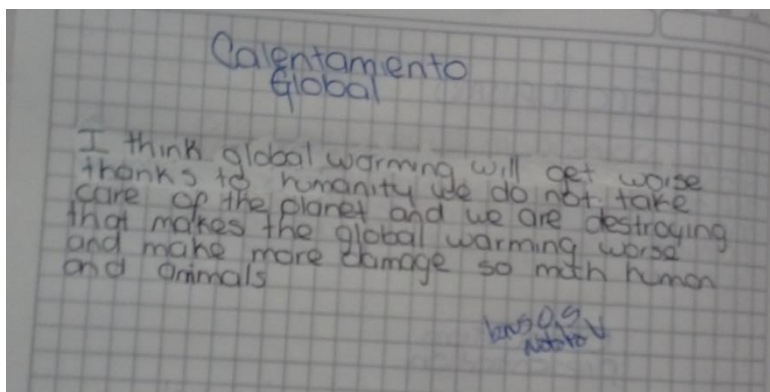 Calentamiento
Global
I think global warming will get worse
thanks to humanity we do not take
care of the planet and we are destroying
that makes the global warming worse
and make more damage so mith human
and animals